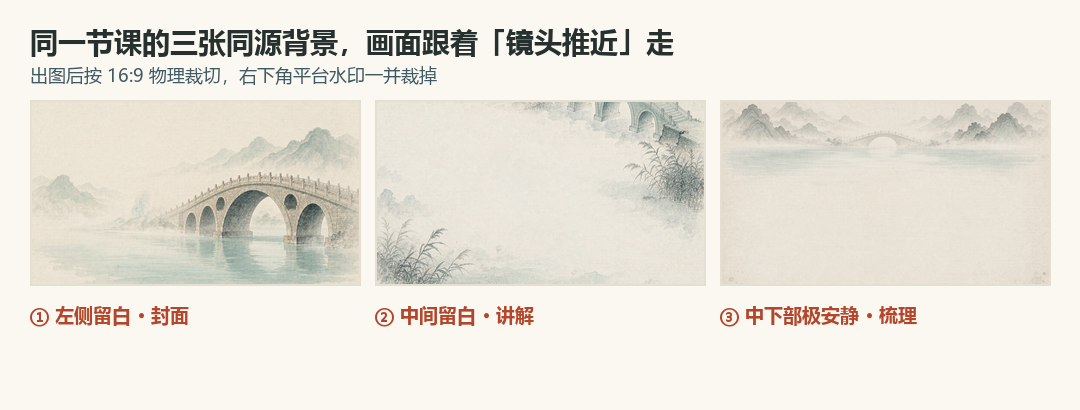 同一节课的三张同源背景，画面跟着「镜头推近」走
出图后按 16:9 物理裁切，右下角平台水印一并裁掉
① 左侧留白·封面
② 中间留白·讲解
③ 中下部极安静·梳理